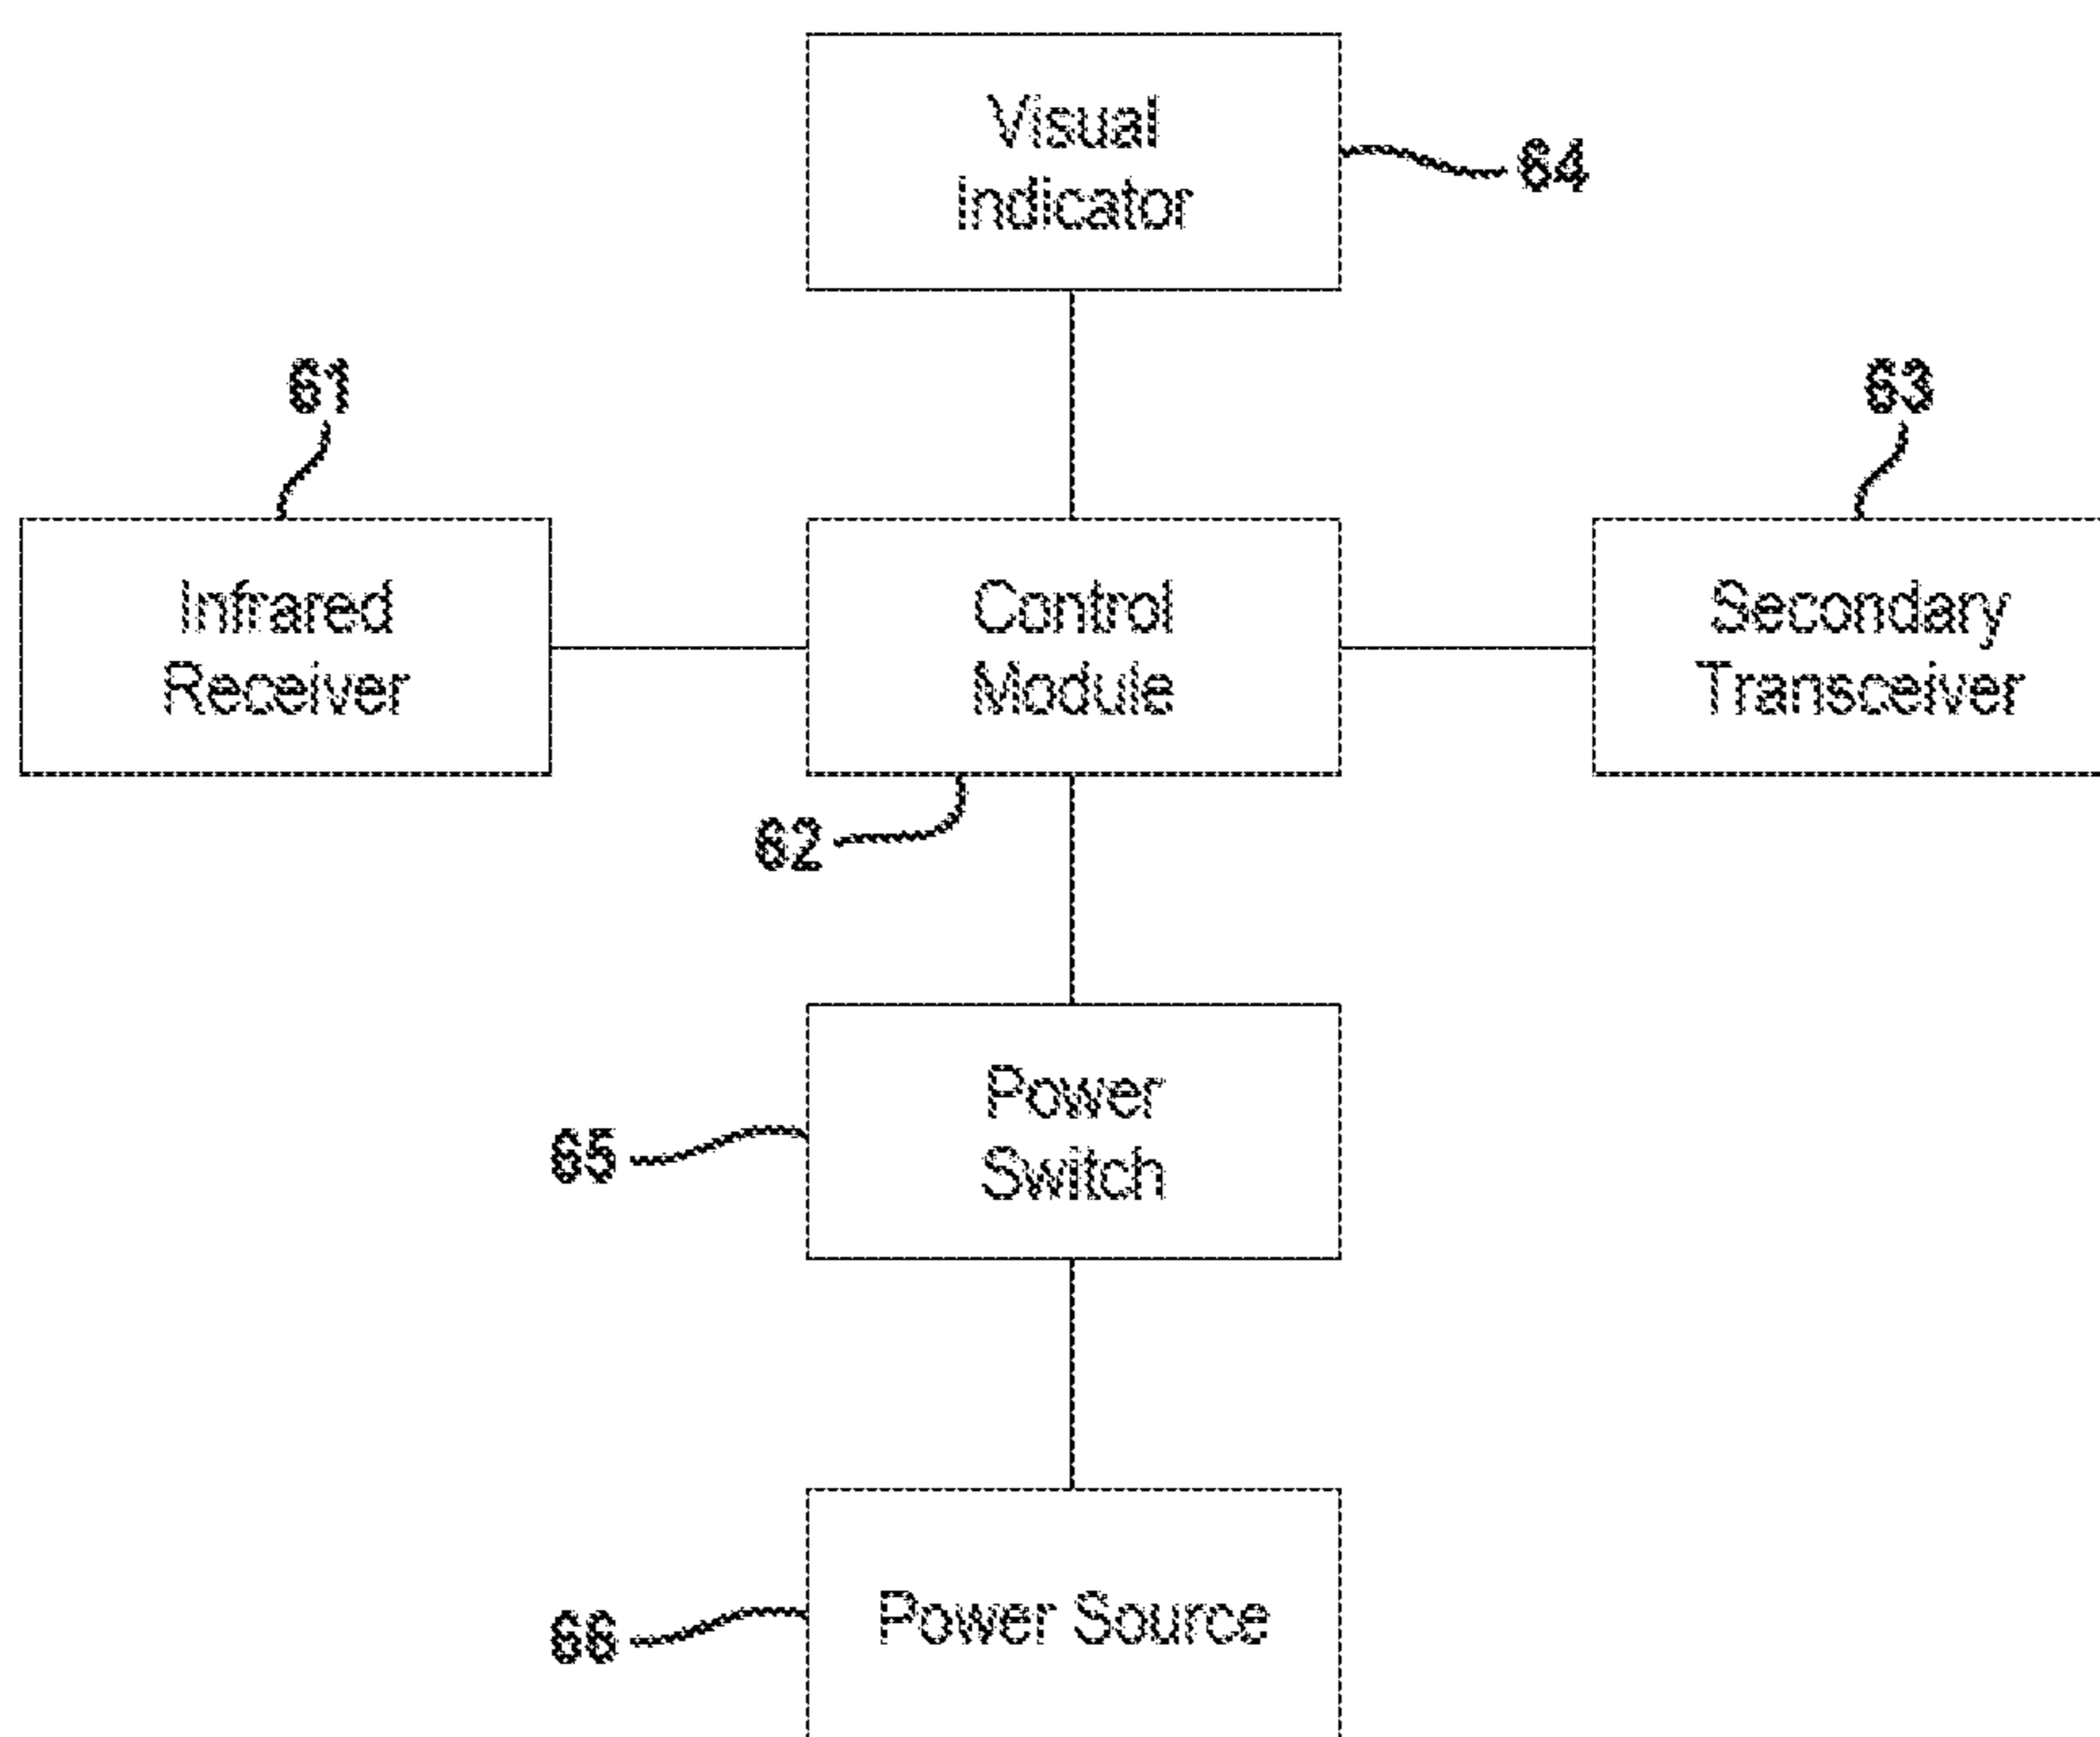 Visual
Indicator
64
61
63
Infrared
Receiver
Control
Module
Secondary
Transceiver
62
Power
Switch
65
Power Source
66